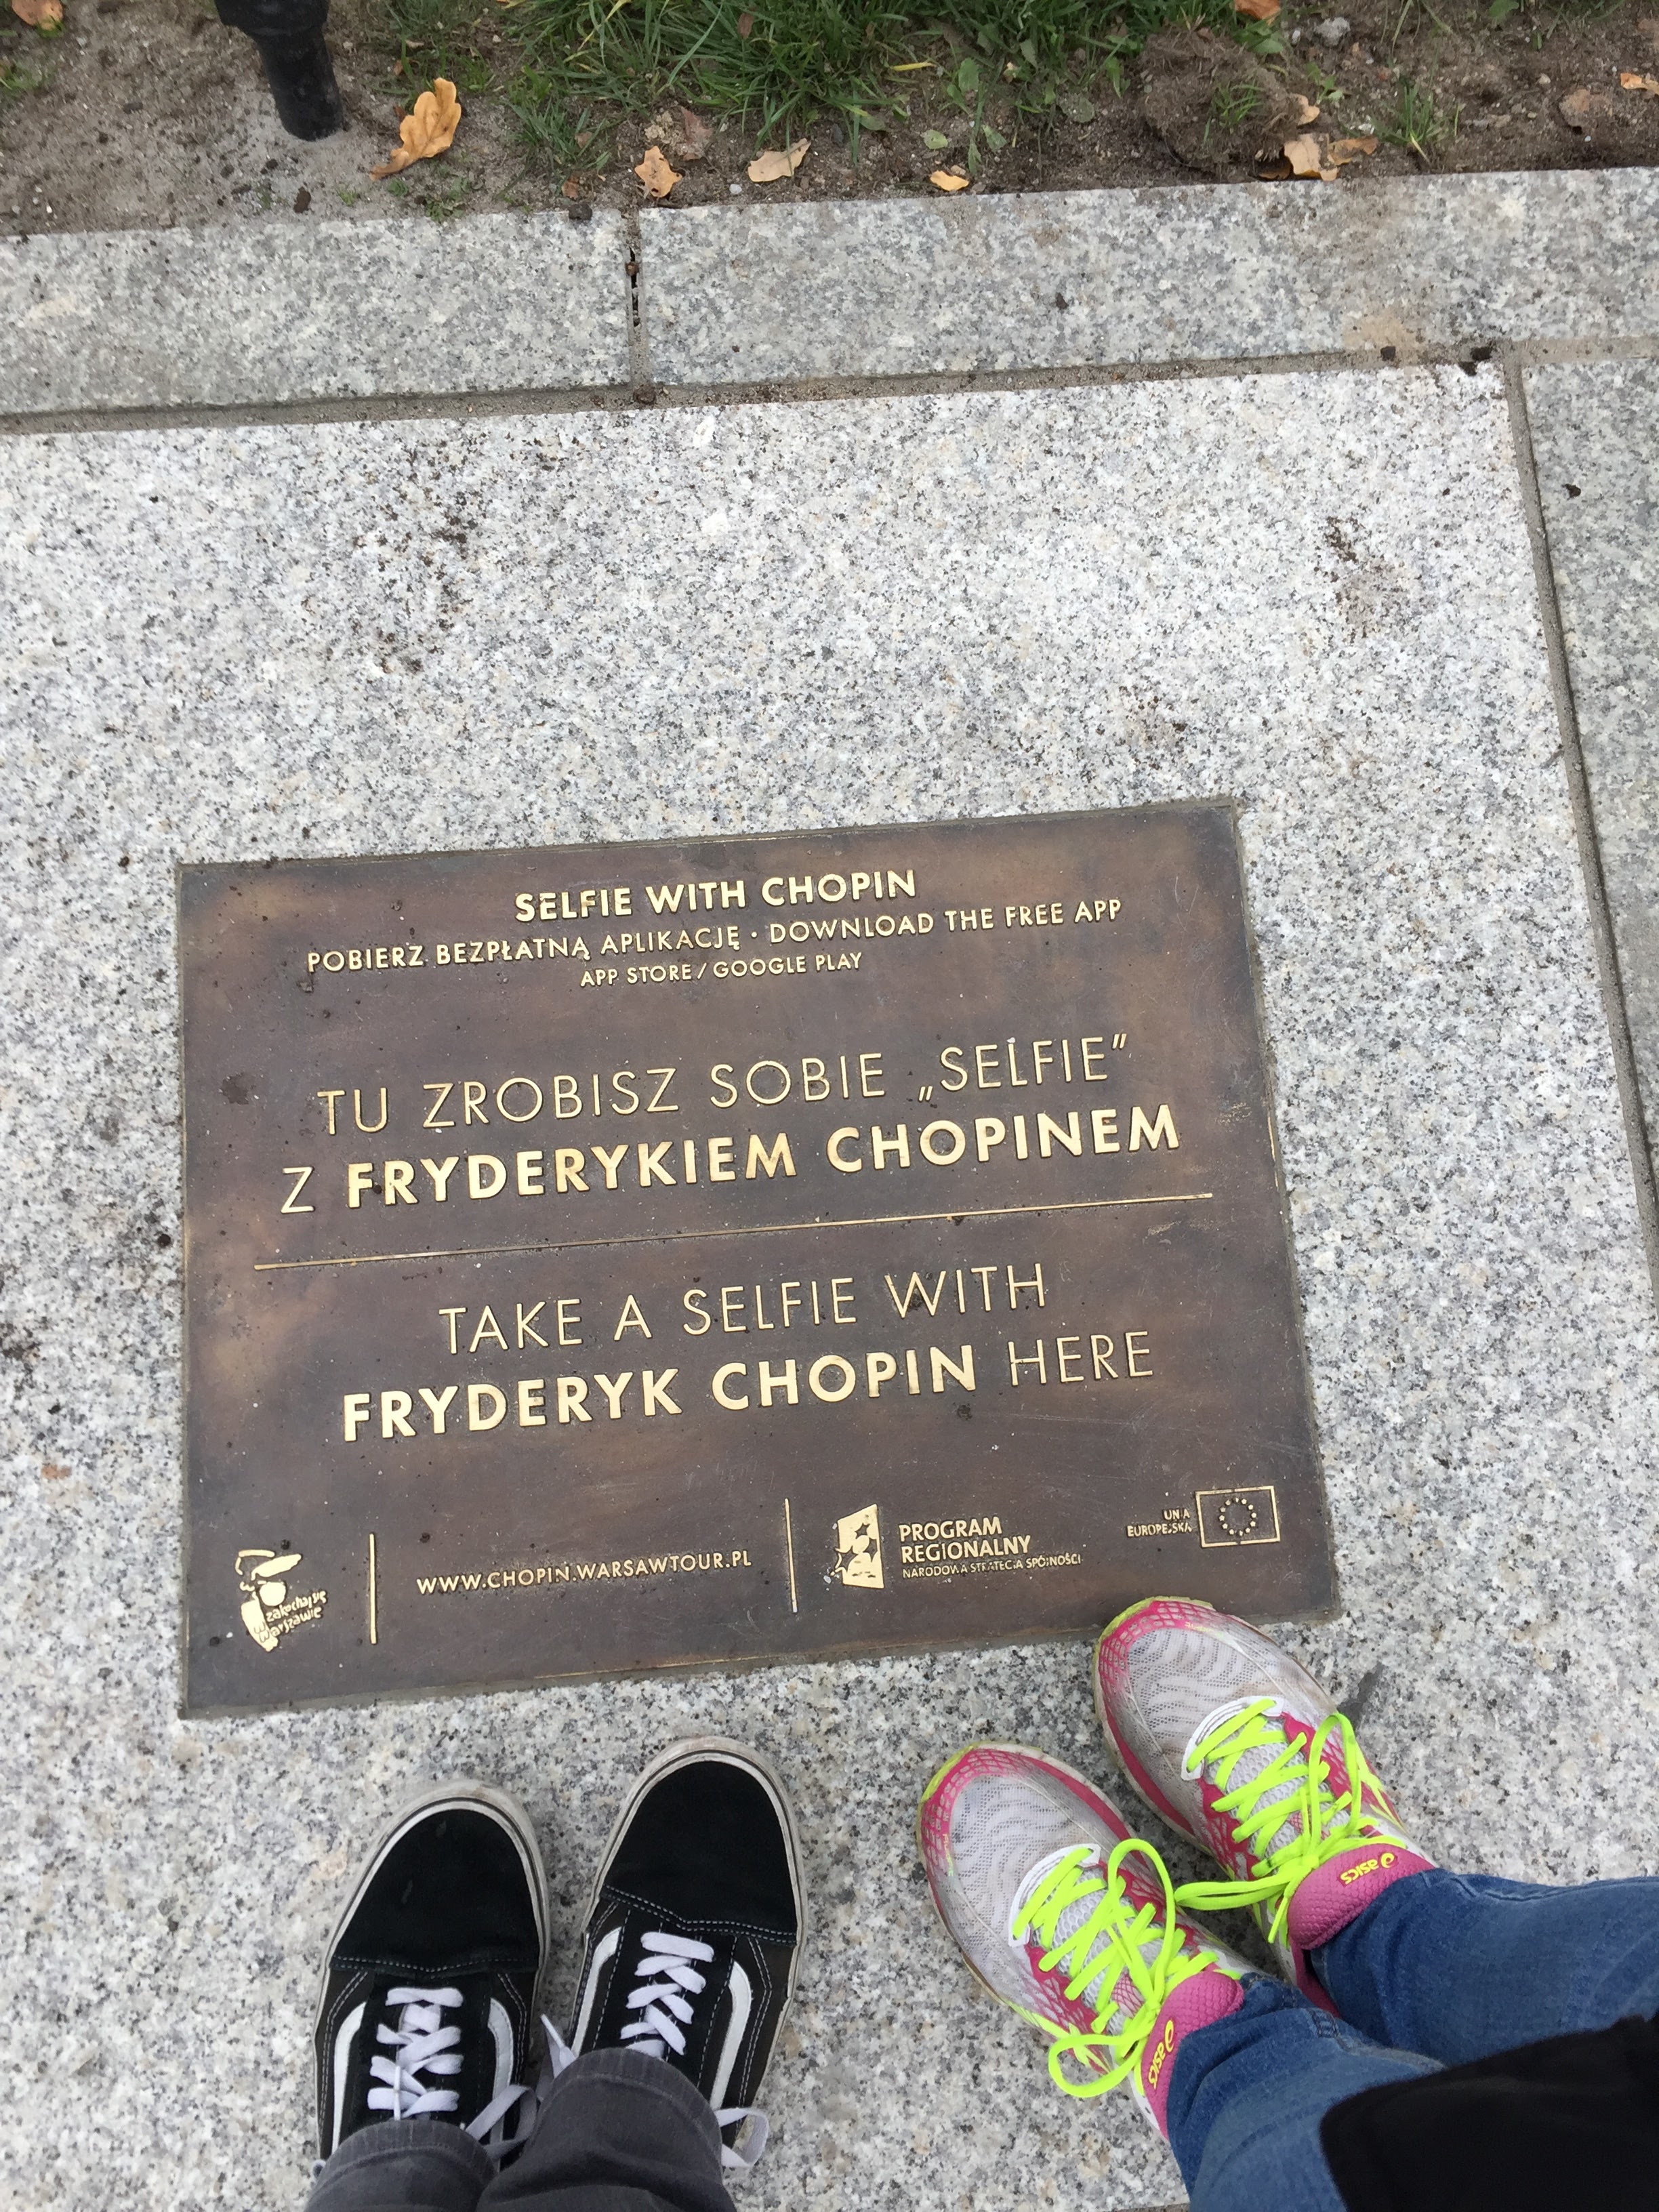 SELFIE WITH CHOPIN
POBIERZ BEZPŁATNĄ APLIKACJĘ · DOWNLOAD THE FREE APP
APP STORE / GOOGLE PLAY
TU ZROBISZ SOBIE „SELFIE”
Z FRYDERYKIEM CHOPINEM
TAKE A SELFIE WITH
FRYDERYK CHOPIN HERE
zakochaj się
w Warszawie
WWW.CHOPIN.WARSAWTOUR.PL
PROGRAM
REGIONALNY
NARODOWA STRATEGIA SPÓJNOŚCI
UNIA
EUROPEJSKA
asics
asics